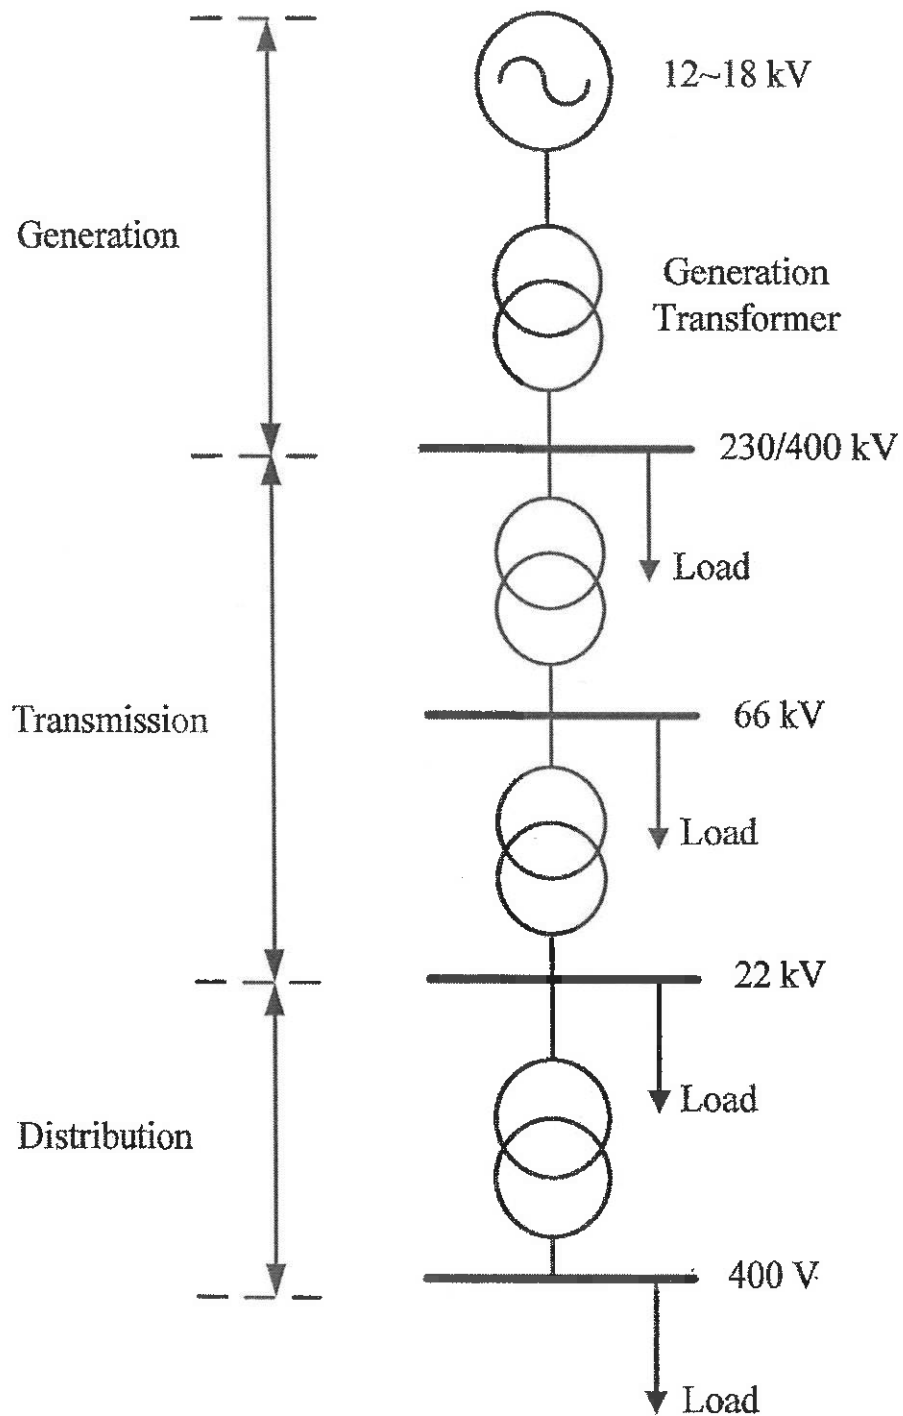 12~18 kV
Generation
Generation
Transformer
230/400 kV
Load
Transmission
66 kV
Load
22 kV
Load
Distribution
400 V
Load